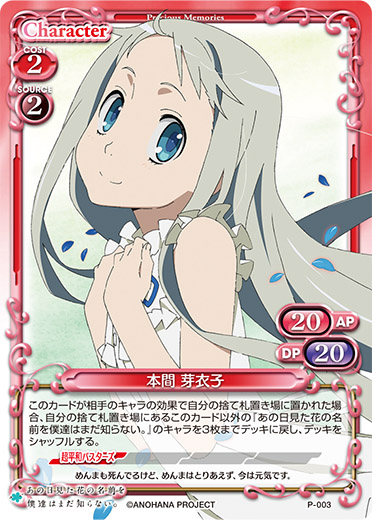 Precious Memories
Character
COST
2
SOURCE
2
20 AP
DP 20
本間 芽衣子
このカードが相手のキャラの効果で自分の捨て札置き場に置かれた場
合、自分の捨て札置き場にあるこのカード以外の『あの日見た花の名
前を僕達はまだ知らない。』のキャラを3枚までデッキに戻し、デッキを
シャッフルする。
超平和バスターズ
めんまも死んでるけど、めんまはとりあえず、今は元気です。
あの日見た花の名前を
僕達はまだ知らない。
©ANOHANA PROJECT
P-003